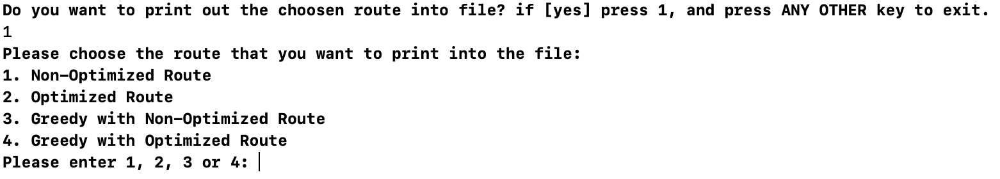 Do you want to print out the choosen route into file? if [yes] press 1, and press ANY OTHER key to exit.
1
Please choose the route that you want to print into the file:
1. Non-Optimized Route
2. Optimized Route
3. Greedy with Non-Optimized Route
4. Greedy with Optimized Route
Please enter 1, 2, 3 or 4: